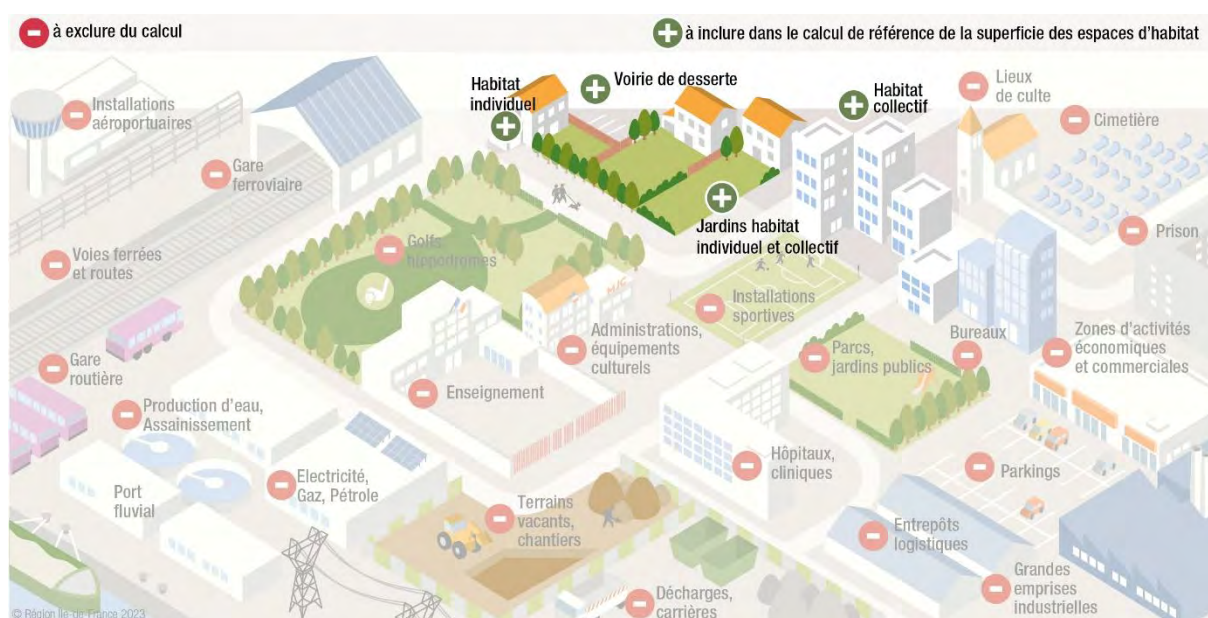 à exclure du calcul
à inclure dans le calcul de référence de la superficie des espaces d'habitat
Habitat
individuel
Voirie de desserte
Habitat
collectif
Lieux
de culte
Installations
aéroportuaires
Cimetière
Gare
ferroviaire
Jardins habitat
individuel et collectif
Prison
Voies ferrées
et routes
Golfs
hippodromes
MJC
Installations
sportives
Administrations,
équipements
culturels
Parcs,
jardins publics
Bureaux
Zones d'activités
économiques
et commerciales
Gare
routière
Enseignement
Production d'eau,
Assainissement
Hôpitaux,
cliniques
Parkings
Electricité,
Gaz, Pétrole
Port
fluvial
Terrains
vacants,
chantiers
Entrepôts
logistiques
Grandes
emprises
industrielles
Décharges,
carrières
© Région Île-de France 2023